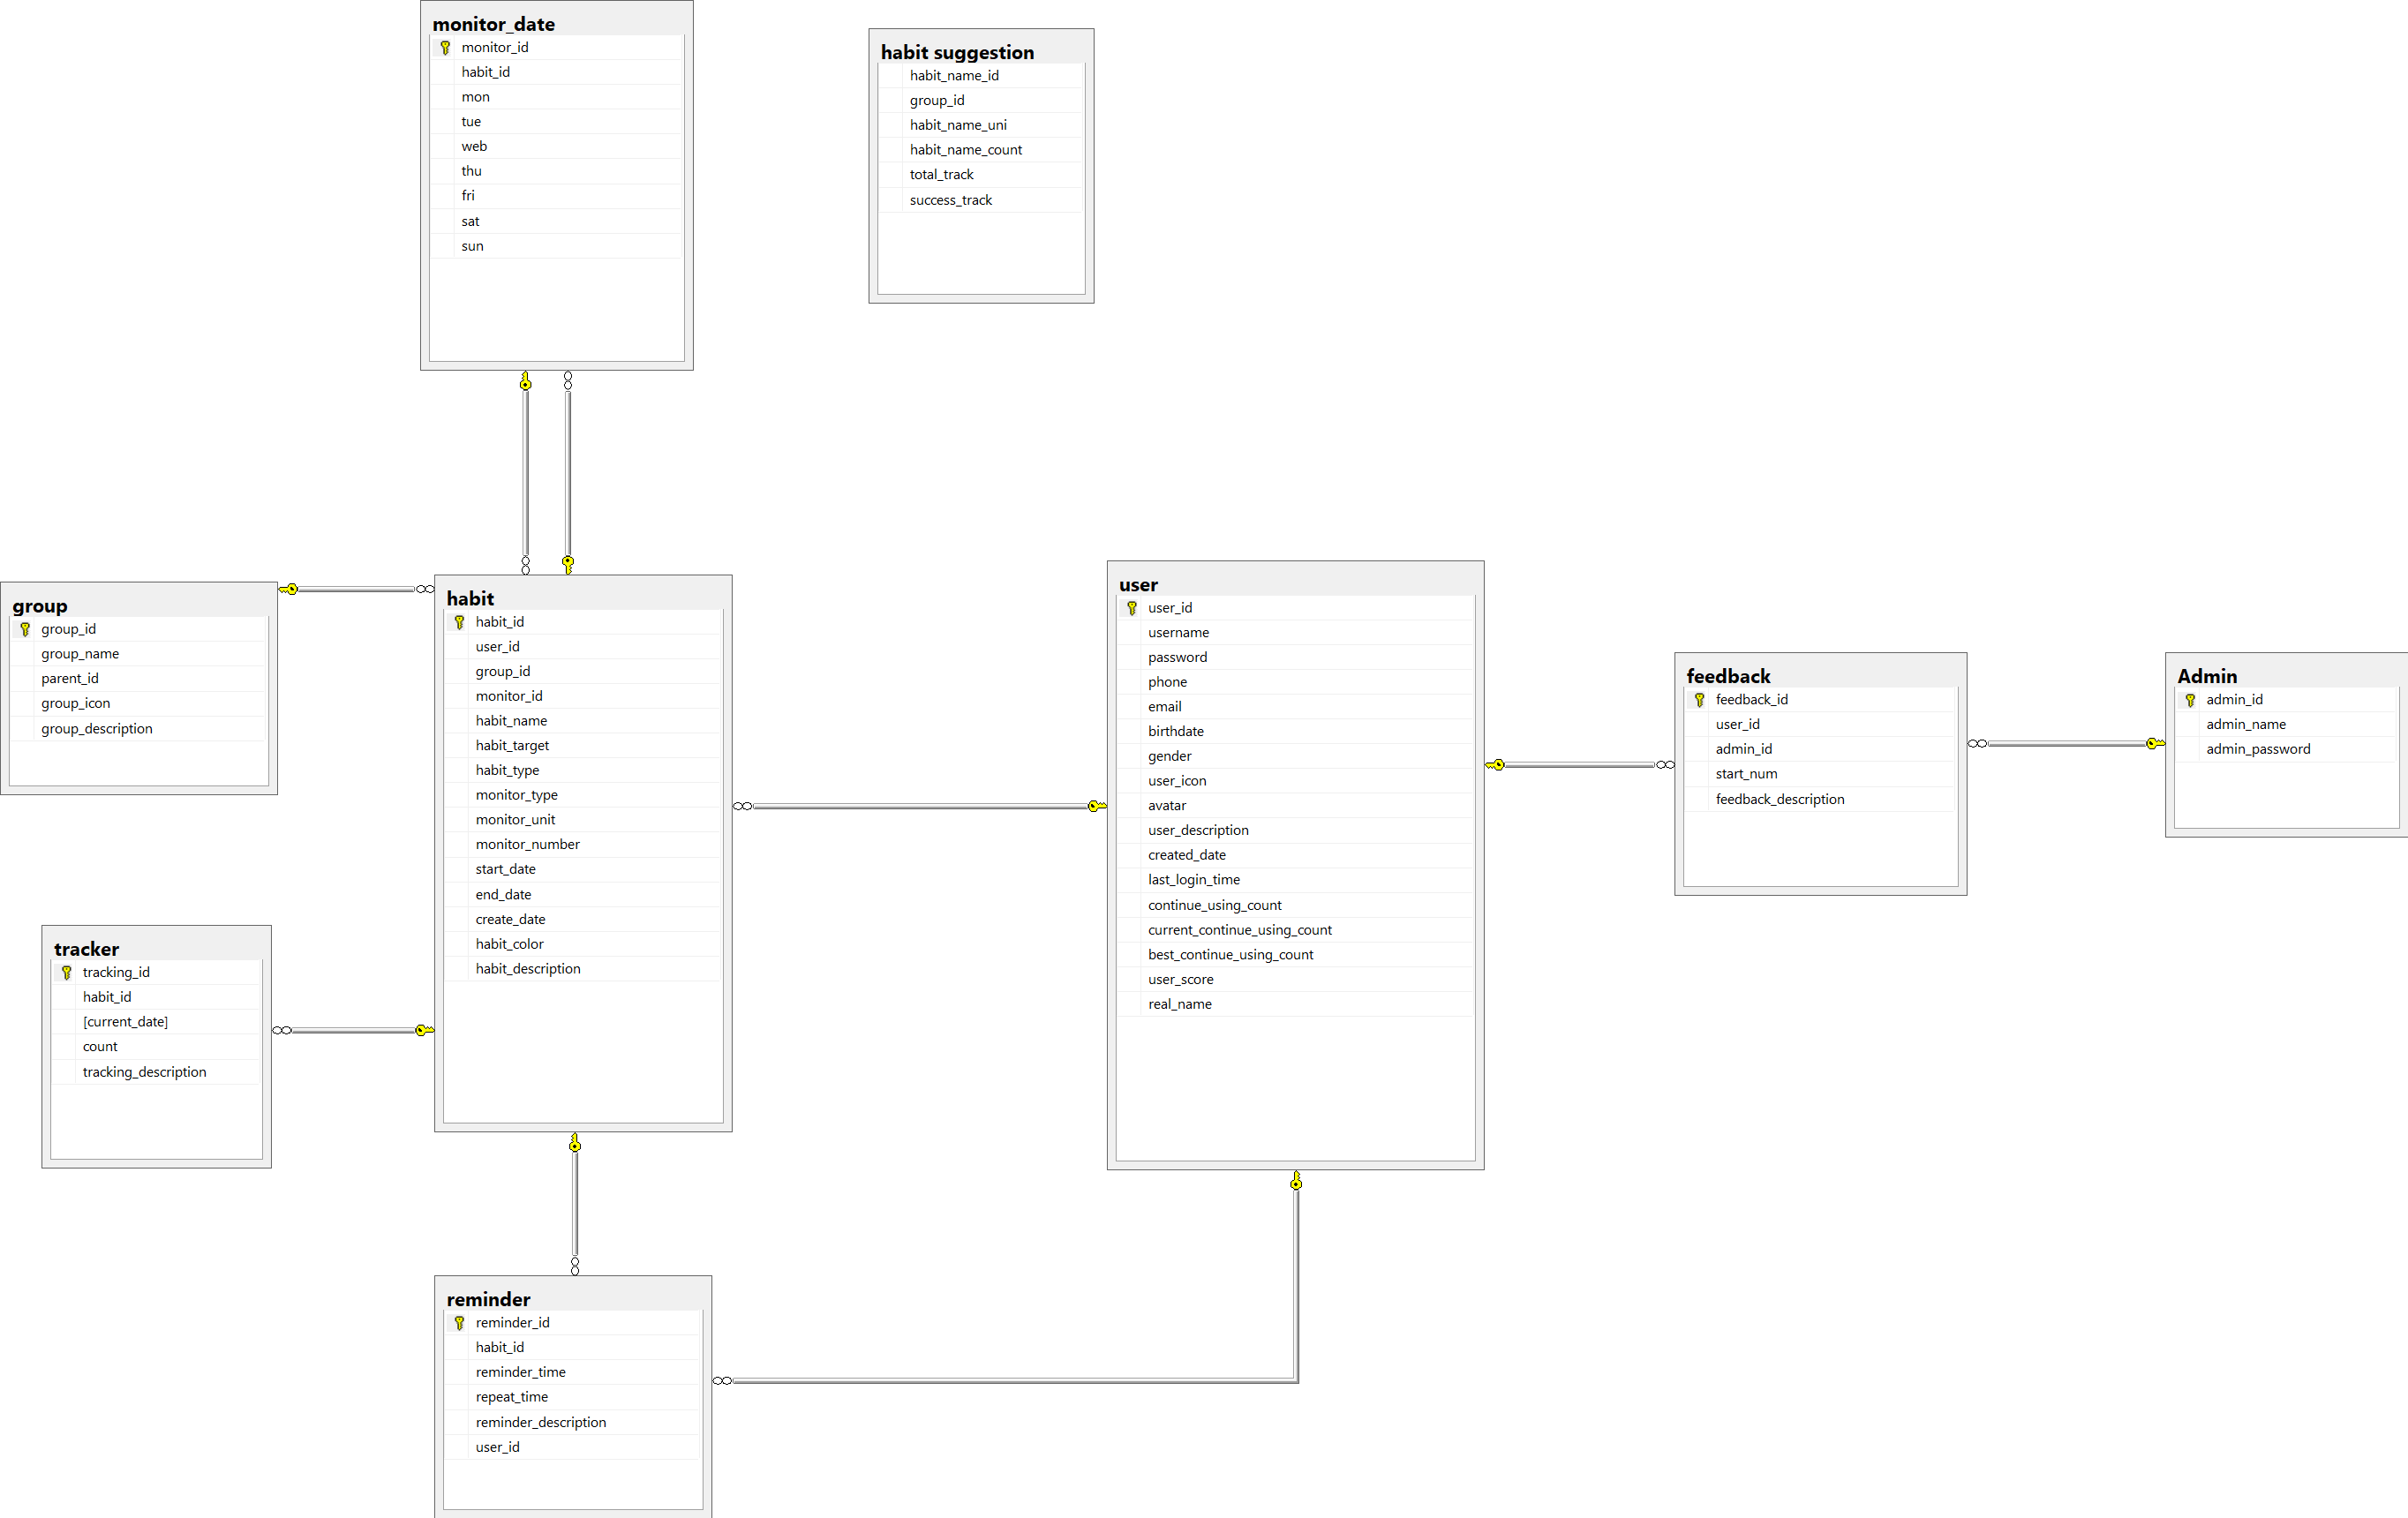 monitor_date
monitor_id
habit_id
mon
tue
web
thu
fri
sat
sun
habit suggestion
habit_name_id
group_id
habit_name_uni
habit_name_count
total_track
success_track
group
group_id
group_name
parent_id
group_icon
group_description
habit
habit_id
user_id
group_id
monitor_id
habit_name
habit_target
habit_type
monitor_type
monitor_unit
monitor_number
start_date
end_date
create_date
habit_color
habit_description
user
user_id
username
password
phone
email
birthdate
gender
user_icon
avatar
user_description
created_date
last_login_time
continue_using_count
current_continue_using_count
best_continue_using_count
user_score
real_name
feedback
feedback_id
user_id
admin_id
start_num
feedback_description
Admin
admin_id
admin_name
admin_password
tracker
tracking_id
habit_id
[current_date]
count
tracking_description
reminder
reminder_id
habit_id
reminder_time
repeat_time
reminder_description
user_id